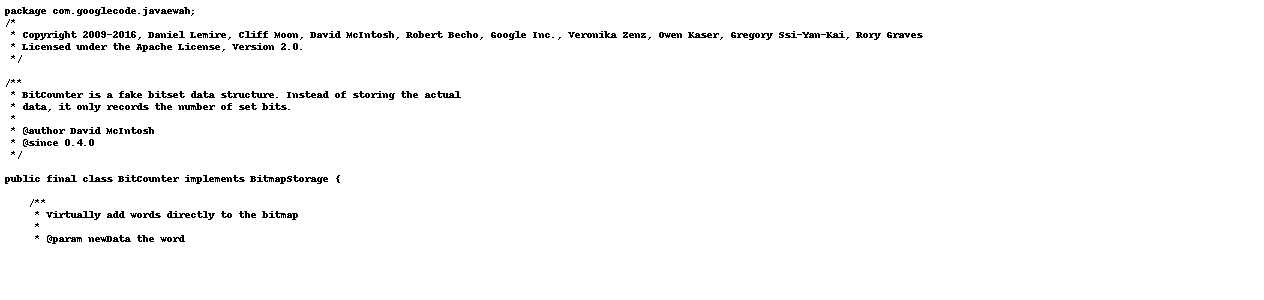 package com.googlecode.javaewah;
/*
 * Copyright 2009-2016, Daniel Lemire, Cliff Moon, David McIntosh, Robert Becho, Google Inc., Veronika Zenz, Owen Kaser, Gregory Ssi-Yan-Kai, Rory Graves
 * Licensed under the Apache License, Version 2.0.
 */

/**
 * BitCounter is a fake bitset data structure. Instead of storing the actual
 * data, it only records the number of set bits.
 *
 * @author David McIntosh
 * @since 0.4.0
 */

public final class BitCounter implements BitmapStorage {

    /**
     * Virtually add words directly to the bitmap
     *
     * @param newData the word